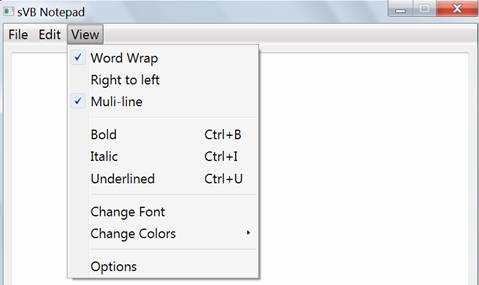 sVB Notepad
File Edit View
Word Wrap
Right to left
Muli-line
Bold Ctrl+B
Italic Ctrl+I
Underlined Ctrl+U
Change Font
Change Colors
Options